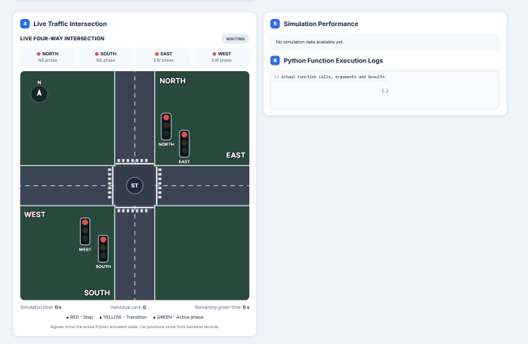 4 Live Traffic Intersection
LIVE FOUR-WAY INTERSECTION WAITING
NORTH SOUTH EAST WEST
NS phase NS phase EW phase EW phase
N
NORTH
NORTH
EAST
EAST
ST
WEST
WEST
SOUTH
SOUTH
Simulation time: 0 s Individual cars: 0 Remaining green time: 0 s
RED = Stop YELLOW = Transition GREEN = Active phase
Signals show the actual Python simulator state. Car positions come from backend records.
5 Simulation Performance
No simulation data available yet.
6 Python Function Execution Logs
Actual Function Calls, Arguments and Results